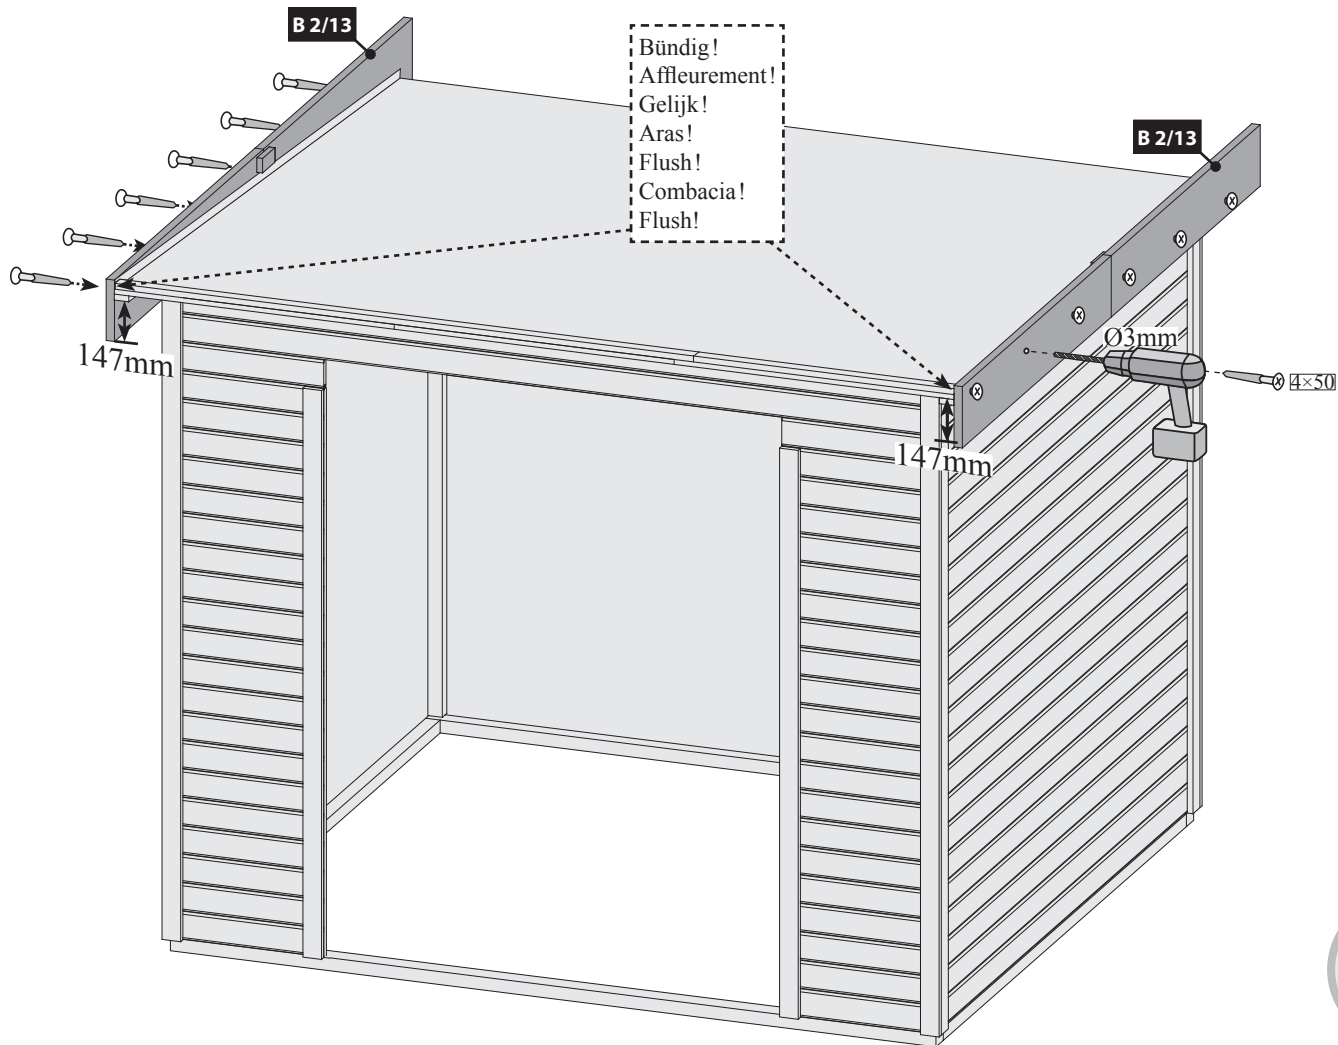 B 2/13
Bündig!
Affleurement!
Gelijk!
Aras!
Flush!
Combacia!
Flush!
B 2/13
147mm
Ø3mm
4×50
147mm